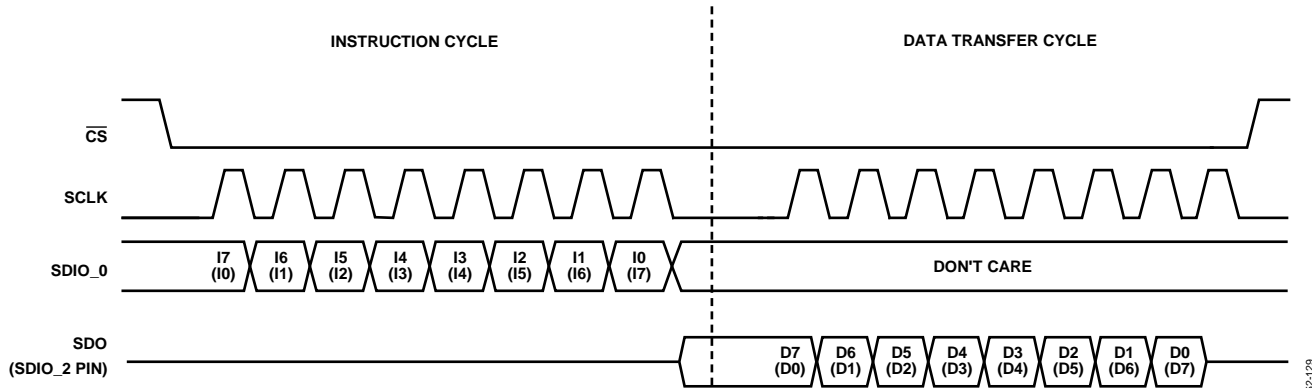 INSTRUCTION CYCLE
DATA TRANSFER CYCLE
CS
SCLK
SDIO_0
I7 I6 I5 I4 I3 I2 I1 I0
(I0) (I1) (I2) (I3) (I4) (I5) (I6) (I7)
DON'T CARE
SDO
(SDIO_2 PIN)
D7 D6 D5 D4 D3 D2 D1 D0
(D0) (D1) (D2) (D3) (D4) (D5) (D6) (D7)